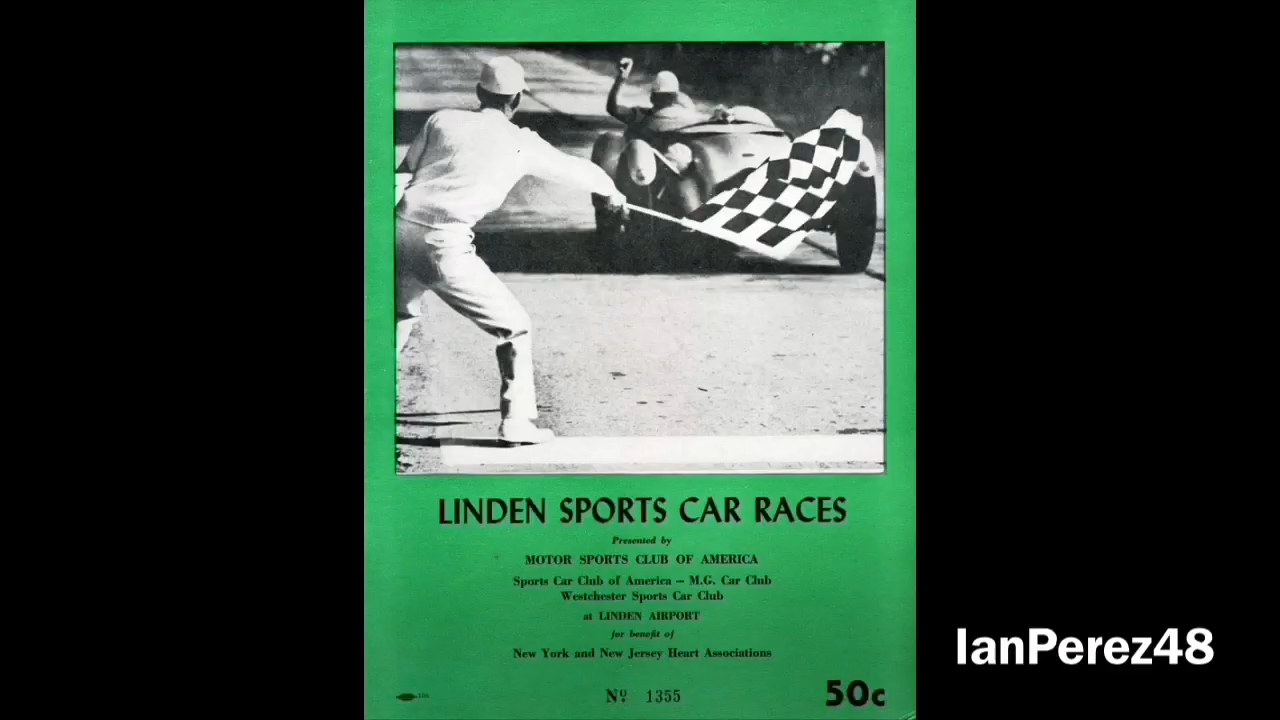 LINDEN SPORTS CAR RACES
Presented by
MOTOR SPORTS CLUB OF AMERICA
Sports Car Club of America – M.G. Car Club
Westchester Sports Car Club
at LINDEN AIRPORT
for benefit of
New York and New Jersey Heart Associations
Nº 1355
50c
IanPerez48